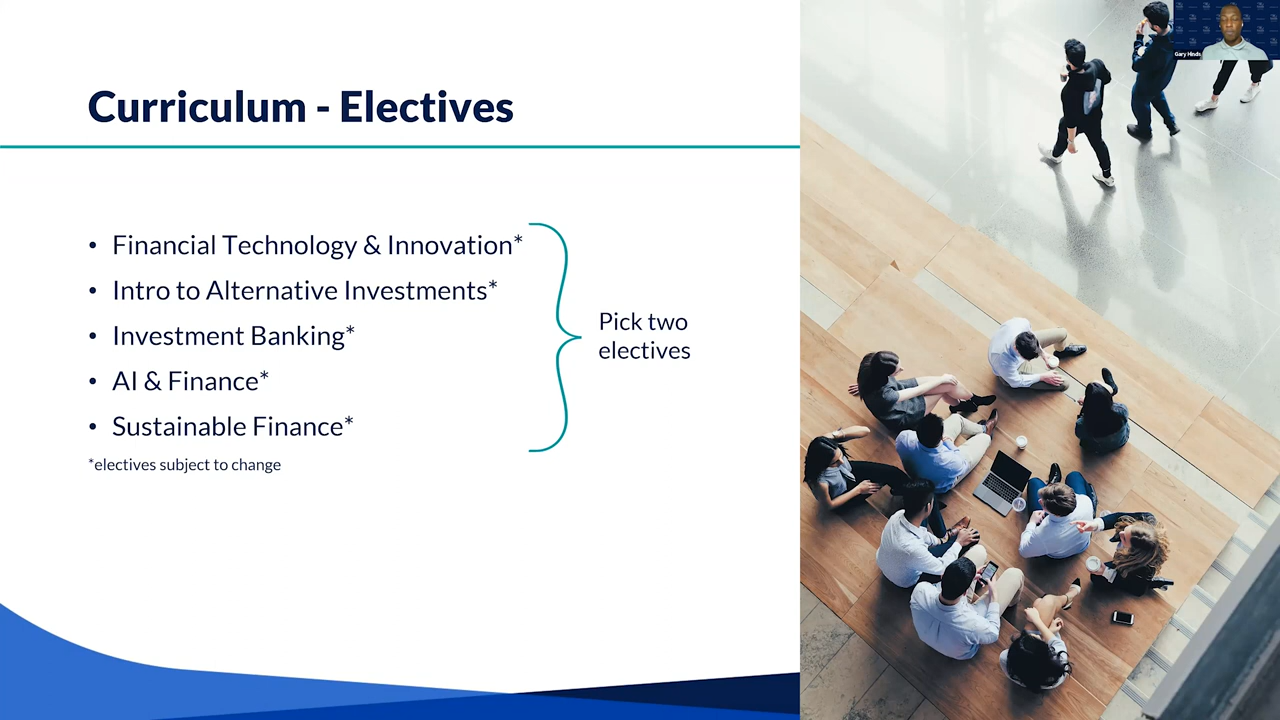 Curriculum - Electives
• Financial Technology & Innovation*
• Intro to Alternative Investments*
• Investment Banking*
• AI & Finance*
• Sustainable Finance*
*electives subject to change
Pick two
electives
Gary Hinds